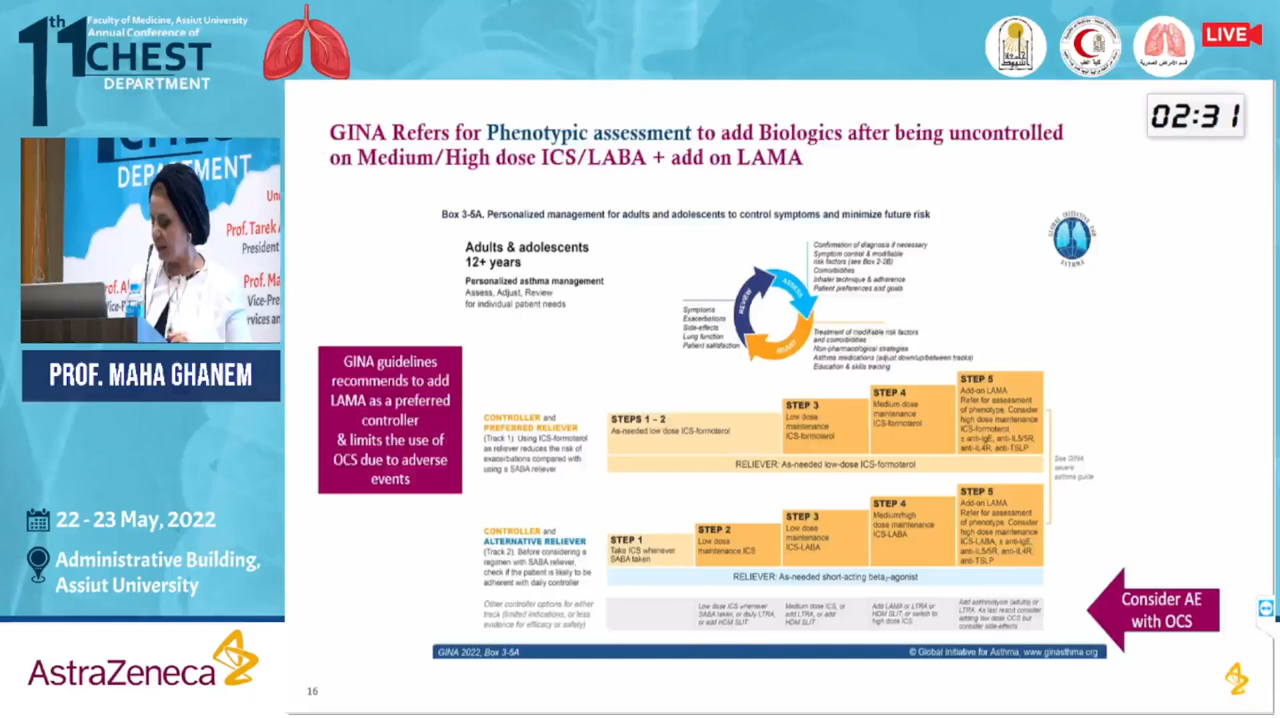 11th
Faculty of Medicine, Assiut University
Annual Conference of
CHEST
DEPARTMENT
LIVE
02:31
GINA Refers for Phenotypic assessment to add Biologics after being uncontrolled
on Medium/High dose ICS/LABA + add on LAMA
Box 3-5A. Personalized management for adults and adolescents to control symptoms and minimize future risk
Adults & adolescents
12+ years
Personalized asthma management
Assess, Adjust, Review
for individual patient needs
Confirmation of diagnosis if necessary
Symptom control & modifiable
risk factors (see Box 2-2B)
Comorbidities
Inhaler technique & adherence
Patient preferences and goals
REVIEW
ASSESS
ADJUST
Symptoms
Exacerbations
Side-effects
Lung function
Patient satisfaction
Treatment of modifiable risk factors
and comorbidities
Non-pharmacological strategies
Asthma medications (adjust down/up/between tracks)
Education & skills training
GINA guidelines
recommends to add
LAMA as a preferred
controller
& limits the use of
OCS due to adverse
events
CONTROLLER and
PREFERRED RELIEVER
(Track 1). Using ICS-formoterol
as reliever reduces the risk of
exacerbations compared with
using a SABA reliever
STEPS 1 – 2
As-needed low dose ICS-formoterol
STEP 3
Low dose
maintenance
ICS-formoterol
STEP 4
Medium dose
maintenance
ICS-formoterol
STEP 5
Add-on LAMA
Refer for assessment
of phenotype. Consider
high dose maintenance
ICS-formoterol,
± anti-IgE, anti-IL5/5R,
anti-IL4R, anti-TSLP
RELIEVER: As-needed low-dose ICS-formoterol
See GINA
severe
asthma guide
CONTROLLER and
ALTERNATIVE RELIEVER
(Track 2). Before considering a
regimen with SABA reliever,
check if the patient is likely to be
adherent with daily controller
STEP 1
Take ICS whenever
SABA taken
STEP 2
Low dose
maintenance ICS
STEP 3
Low dose
maintenance
ICS-LABA
STEP 4
Medium/high
dose maintenance
ICS-LABA
STEP 5
Add-on LAMA
Refer for assessment
of phenotype. Consider
high dose maintenance
ICS-LABA, ± anti-IgE,
anti-IL5/5R, anti-IL4R,
anti-TSLP
RELIEVER: As-needed short-acting beta₂-agonist
Other controller options for either
track (limited indications, or less
evidence for efficacy or safety)
Low dose ICS whenever
SABA taken, or daily LTRA,
or add HDM SLIT
Medium dose ICS, or
add LTRA, or add
HDM SLIT
Add LAMA or LTRA or
HDM SLIT, or switch to
high dose ICS
Add azithromycin (adults) or
LTRA. As last resort consider
adding low dose OCS but
consider side-effects
Consider AE
with OCS
GINA 2022, Box 3-5A
© Global Initiative for Asthma, www.ginasthma.org
16
DEPARTMENT
Prof. Tarek
President
PROF. MAHA GHANEM
22 - 23 May, 2022
Administrative Building,
Assiut University
AstraZeneca